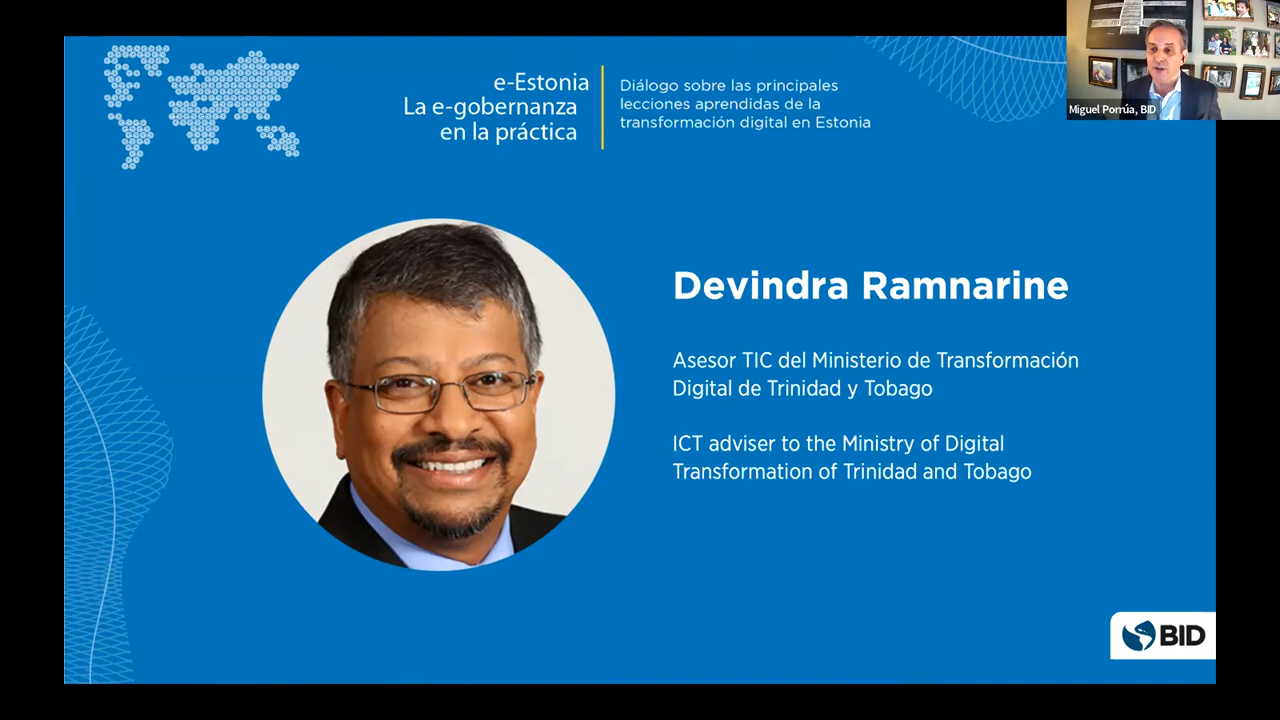 e-Estonia
La e-gobernanza
en la práctica
Diálogo sobre las principales
lecciones aprendidas de la
transformación digital en Estonia
Miguel Porrúa, BID
Devindra Ramnarine
Asesor TIC del Ministerio de Transformación
Digital de Trinidad y Tobago
ICT adviser to the Ministry of Digital
Transformation of Trinidad and Tobago
BID